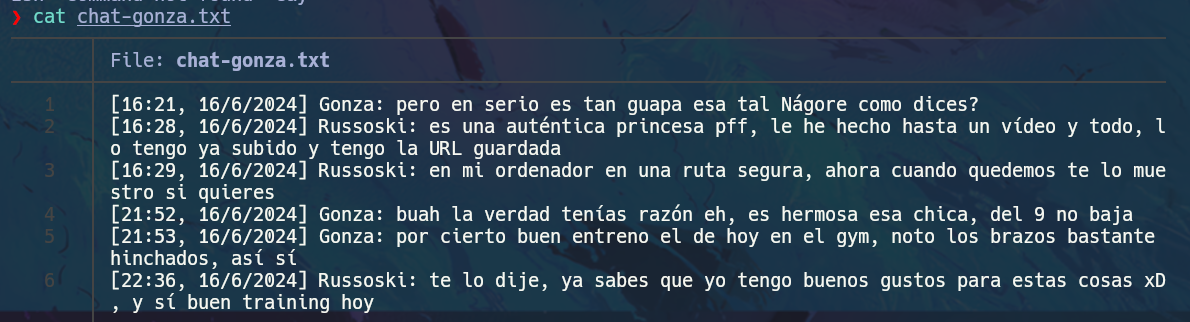 ❯ cat chat-gonza.txt
File: chat-gonza.txt
1 [16:21, 16/6/2024] Gonza: pero en serio es tan guapa esa tal Nágore como dices?
2 [16:28, 16/6/2024] Russoski: es una auténtica princesa pff, le he hecho hasta un vídeo y todo, l
o tengo ya subido y tengo la URL guardada
3 [16:29, 16/6/2024] Russoski: en mi ordenador en una ruta segura, ahora cuando quedemos te lo mue
stro si quieres
4 [21:52, 16/6/2024] Gonza: buah la verdad tenías razón eh, es hermosa esa chica, del 9 no baja
5 [21:53, 16/6/2024] Gonza: por cierto buen entreno el de hoy en el gym, noto los brazos bastante
hinchados, así sí
6 [22:36, 16/6/2024] Russoski: te lo dije, ya sabes que yo tengo buenos gustos para estas cosas xD
, y sí buen training hoy